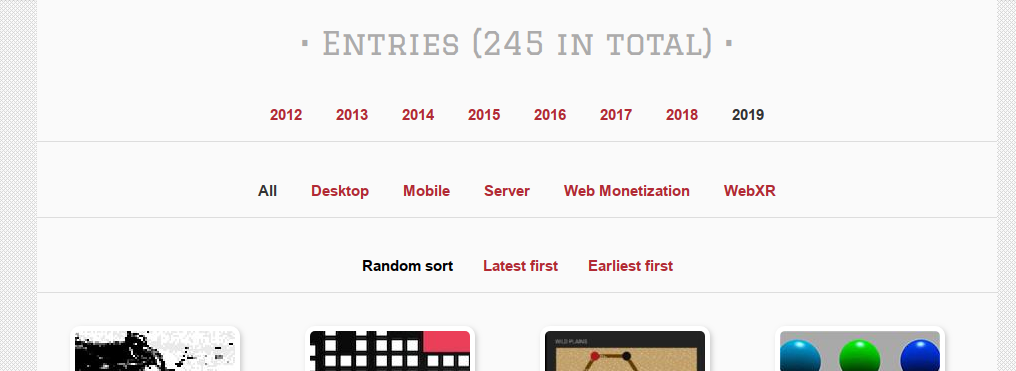 · Entries (245 in total) ·
2012 2013 2014 2015 2016 2017 2018 2019
All Desktop Mobile Server Web Monetization WebXR
Random sort Latest first Earliest first
WILD PLAINS